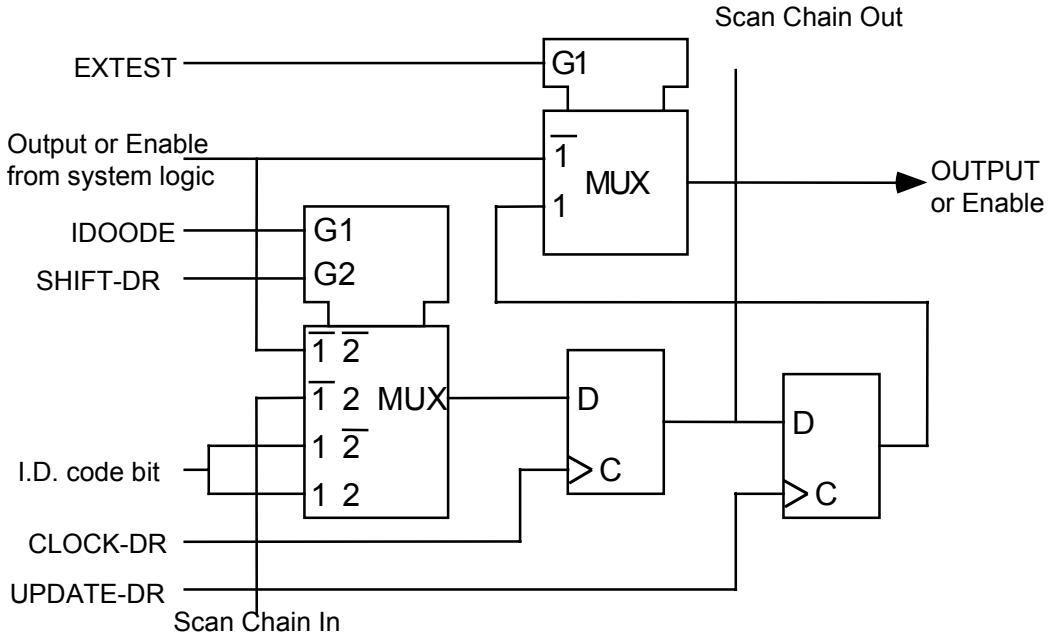 Scan Chain Out
EXTEST
G1
Output or Enable
from system logic
1̅
MUX
1
OUTPUT
or Enable
IDOODE
G1
SHIFT-DR
G2
1̅ 2̅
1̅ 2 MUX
1 2̅
1 2
I.D. code bit
D
C
D
C
CLOCK-DR
UPDATE-DR
Scan Chain In